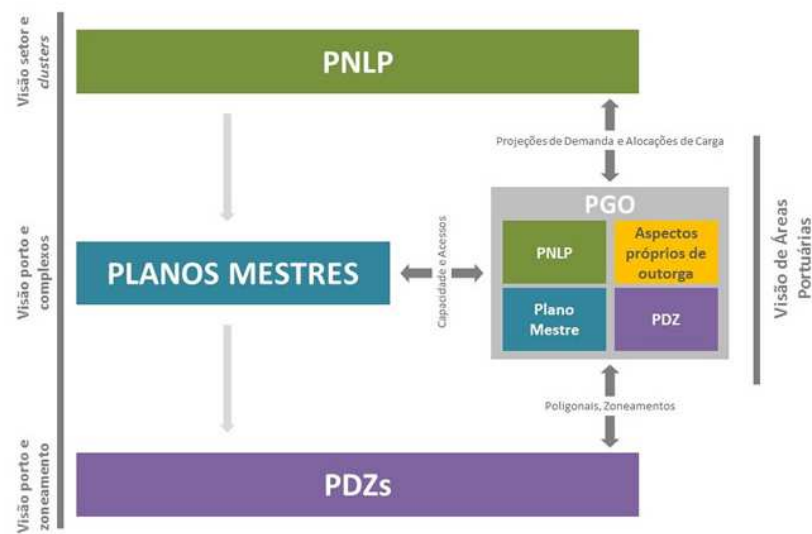 Visão setor e
clusters
PNLP
Projeções de Demanda e Alocações de Carga
Visão porto e
complexos
PLANOS MESTRES
Capacidade e Acessos
PGO
PNLP
Aspectos
próprios de
outorga
Plano
Mestre
PDZ
Visão de Áreas
Portuárias
Poligonais, Zoneamentos
Visão porto e
zoneamento
PDZs